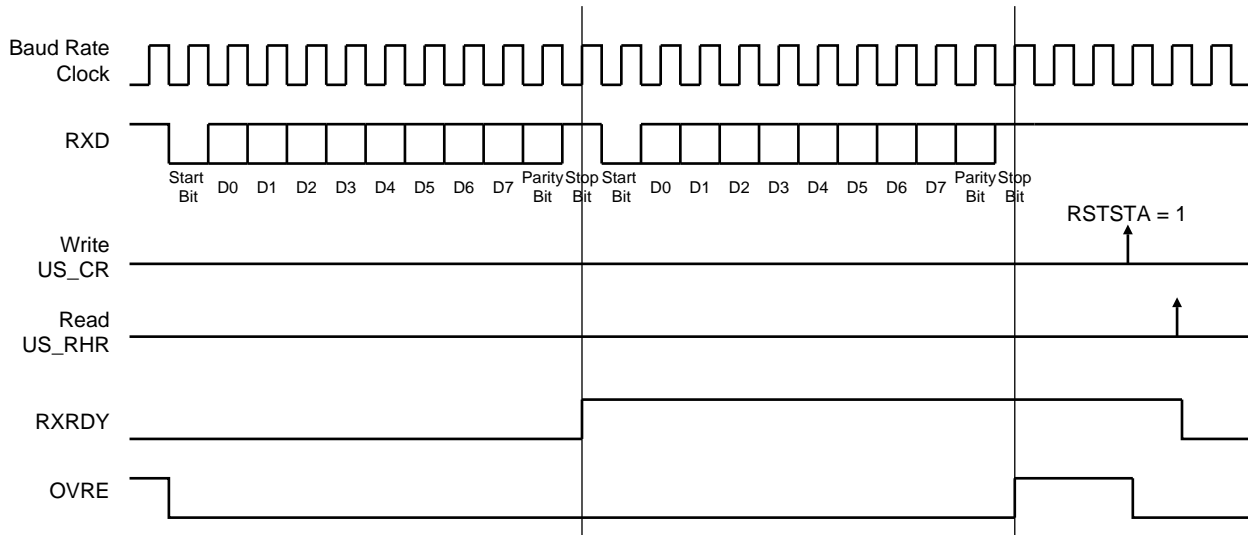 Baud Rate
Clock
RXD
Start
Bit
D0
D1
D2
D3
D4
D5
D6
D7
Parity
Bit
Stop
Bit
Start
Bit
D0
D1
D2
D3
D4
D5
D6
D7
Parity
Bit
Stop
Bit
RSTSTA = 1
Write
US_CR
Read
US_RHR
RXRDY
OVRE